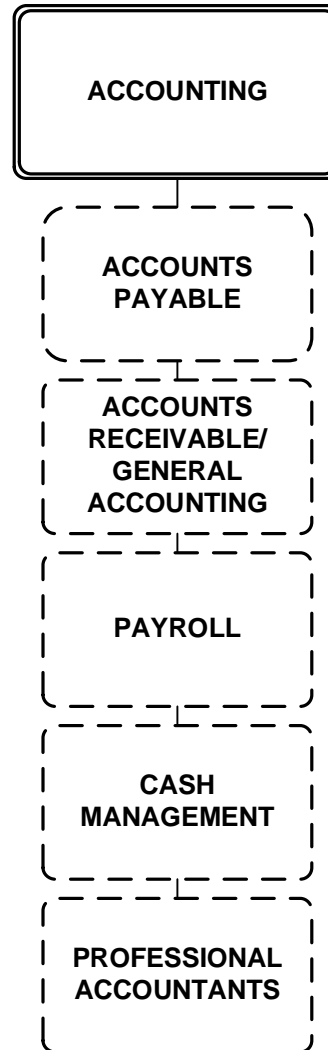 ACCOUNTING
ACCOUNTS
PAYABLE
ACCOUNTS
RECEIVABLE/
GENERAL
ACCOUNTING
PAYROLL
CASH
MANAGEMENT
PROFESSIONAL
ACCOUNTANTS